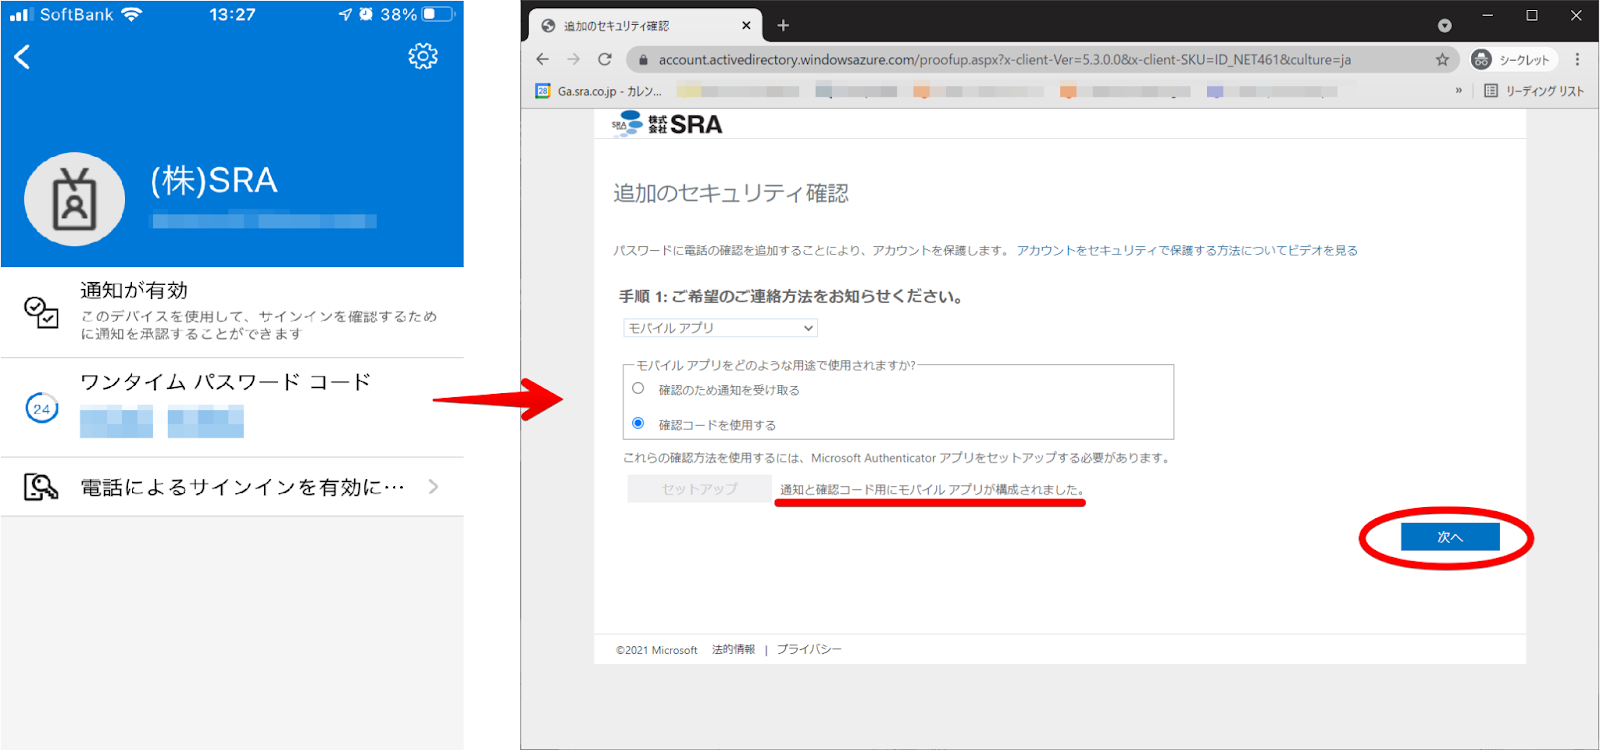 SoftBank 13:27 38%
(株)SRA
通知が有効
このデバイスを使用して、サインインを確認するため
に通知を承認することができます
ワンタイム パスワード コード
24
電話によるサインインを有効に…
追加のセキュリティ確認
account.activedirectory.windowsazure.com/proofup.aspx?x-client-Ver=5.3.0.0&x-client-SKU=ID_NET461&culture=ja
シークレット
28 Ga.sra.co.jp - カレン...
» リーディング リスト
SRA 株式会社 SRA
追加のセキュリティ確認
パスワードに電話の確認を追加することにより、アカウントを保護します。 アカウントをセキュリティで保護する方法についてビデオを見る
手順 1: ご希望のご連絡方法をお知らせください。
モバイル アプリ
モバイル アプリをどのような用途で使用されますか?
確認のため通知を受け取る
確認コードを使用する
これらの確認方法を使用するには、Microsoft Authenticator アプリをセットアップする必要があります。
セットアップ 通知と確認コード用にモバイル アプリが構成されました。
次へ
©2021 Microsoft 法的情報 | プライバシー